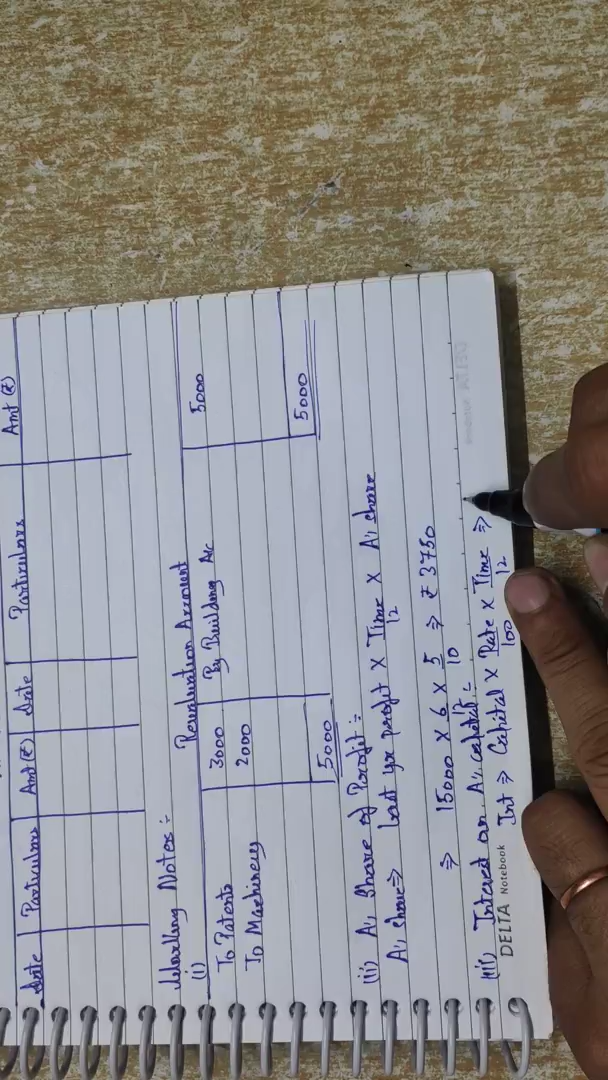 Date Particulars Amt (₹) Date Particulars Amt (₹)
Working Notes :-
(i) Revaluation Account
To Patents 3000 By Building A/c 5000
To Machinery 2000
5000 5000
(ii) A's Share of Profit :-
A's share ⇒ Last yr profit × Time/12 × A's share
⇒ 15000 × 6 × 5/10 ⇒ ₹ 3750
(iii) Interest on A's capital :-
Int ⇒ Capital × Rate/100 × Time/12 ⇒
DELTA Notebook